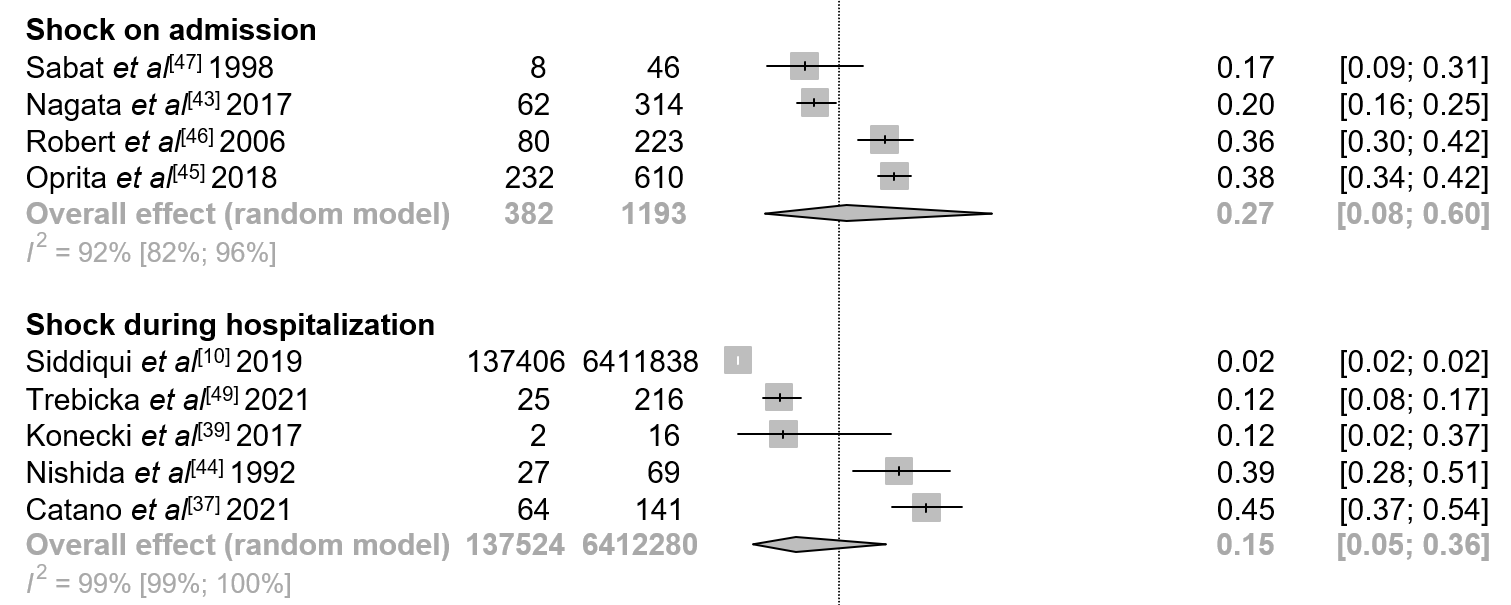 Shock on admission
Sabat et al[47] 1998 8 46 0.17 [0.09; 0.31]
Nagata et al[43] 2017 62 314 0.20 [0.16; 0.25]
Robert et al[46] 2006 80 223 0.36 [0.30; 0.42]
Oprita et al[45] 2018 232 610 0.38 [0.34; 0.42]
Overall effect (random model) 382 1193 0.27 [0.08; 0.60]
I2 = 92% [82%; 96%]
Shock during hospitalization
Siddiqui et al[10] 2019 137406 6411838 0.02 [0.02; 0.02]
Trebicka et al[49] 2021 25 216 0.12 [0.08; 0.17]
Konecki et al[39] 2017 2 16 0.12 [0.02; 0.37]
Nishida et al[44] 1992 27 69 0.39 [0.28; 0.51]
Catano et al[37] 2021 64 141 0.45 [0.37; 0.54]
Overall effect (random model) 137524 6412280 0.15 [0.05; 0.36]
I2 = 99% [99%; 100%]